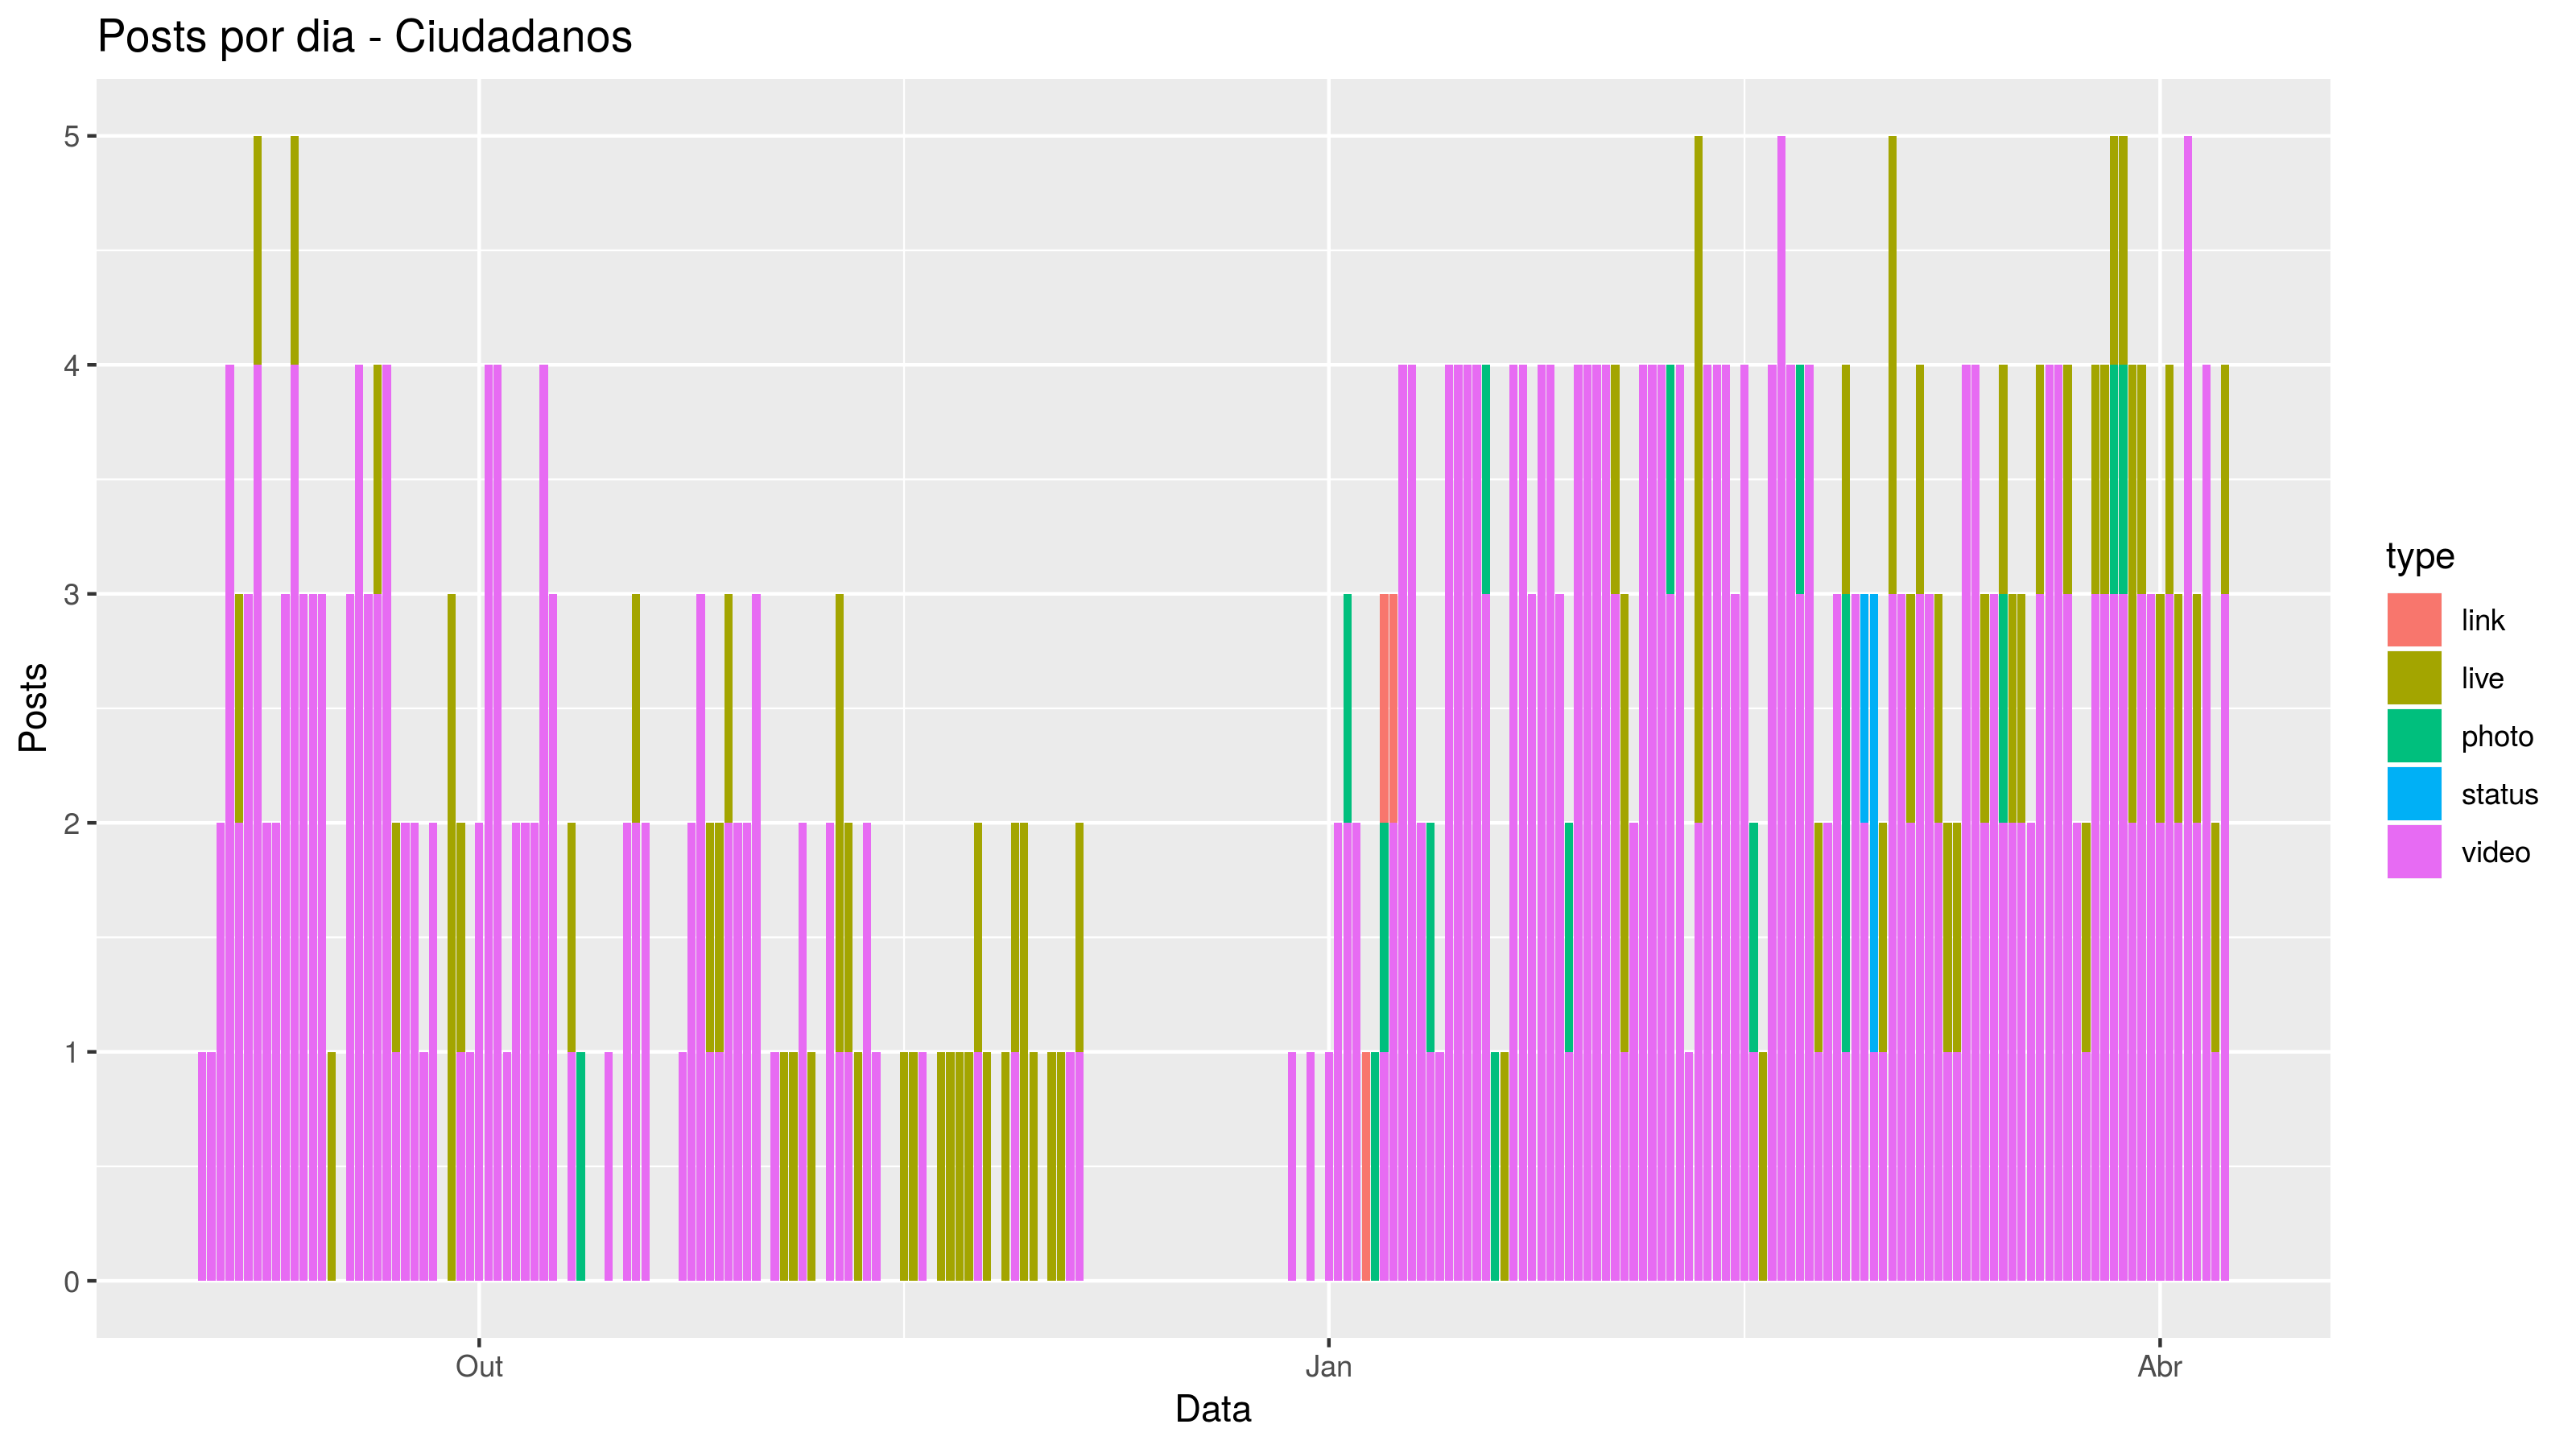 Posts por dia - Ciudadanos
5
4
3
2
1
0
Posts
Out
Jan
Abr
Data
type
link
live
photo
status
video